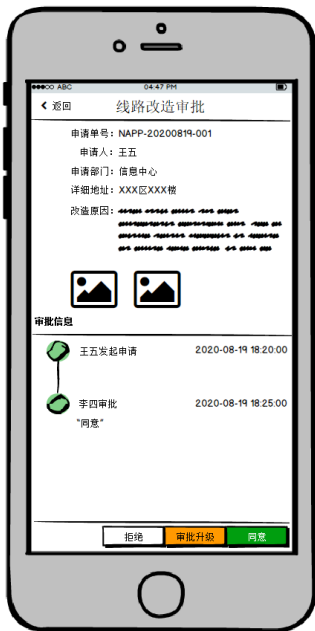 ABC 04:47 PM
< 返回 线路改造审批
申请单号: NAPP-20200819-001
申请人: 王五
申请部门: 信息中心
详细地址: XXX区XXX楼
改造原因:
审批信息
王五发起申请 2020-08-19 18:20:00
李四审批 2020-08-19 18:25:00
“同意”
拒绝 审批升级 同意